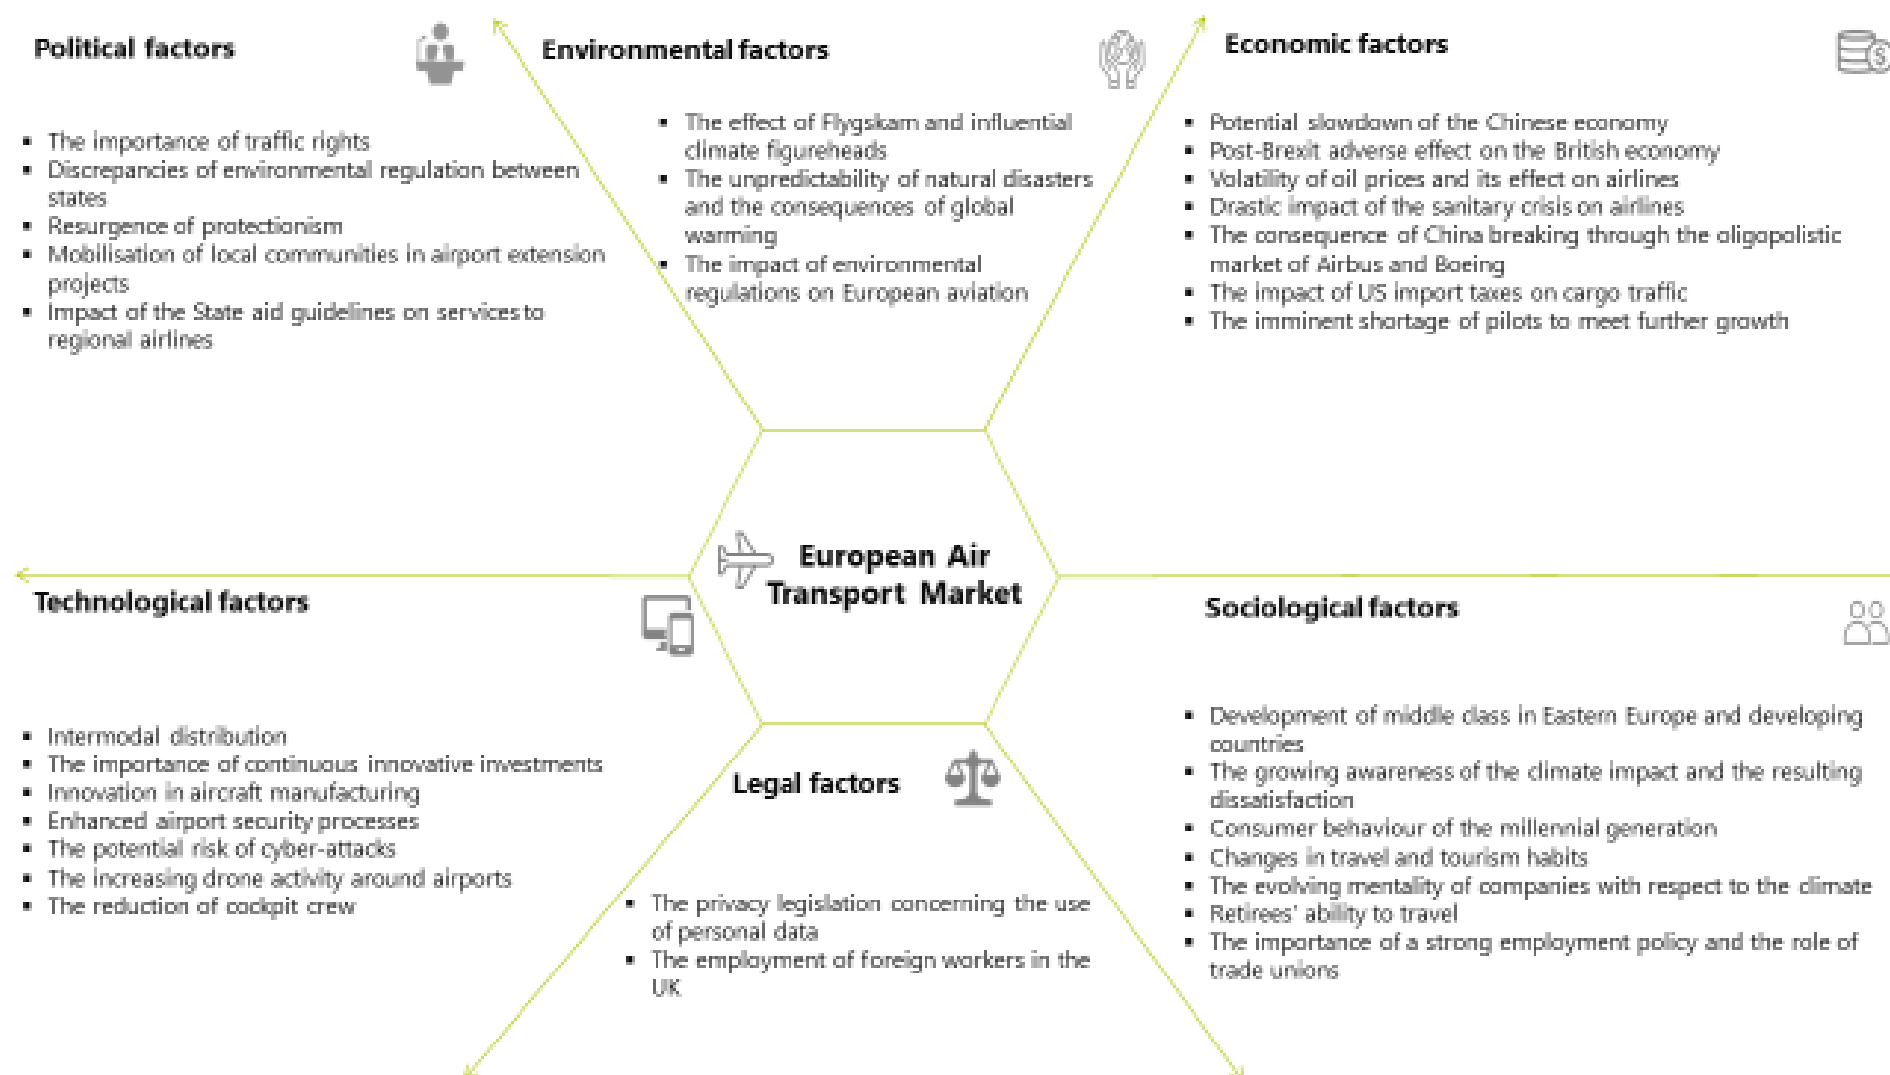 Political factors
▪ The importance of traffic rights
▪ Discrepancies of environmental regulation between
states
▪ Resurgence of protectionism
▪ Mobilisation of local communities in airport extension
projects
▪ Impact of the State aid guidelines on services to
regional airlines
Environmental factors
▪ The effect of Flygskam and influential
climate figureheads
▪ The unpredictability of natural disasters
and the consequences of global
warming
▪ The impact of environmental
regulations on European aviation
Economic factors
$
▪ Potential slowdown of the Chinese economy
▪ Post-Brexit adverse effect on the British economy
▪ Volatility of oil prices and its effect on airlines
▪ Drastic impact of the sanitary crisis on airlines
▪ The consequence of China breaking through the oligopolistic
market of Airbus and Boeing
▪ The impact of US import taxes on cargo traffic
▪ The imminent shortage of pilots to meet further growth
European Air
Transport Market
Technological factors
▪ Intermodal distribution
▪ The importance of continuous innovative investments
▪ Innovation in aircraft manufacturing
▪ Enhanced airport security processes
▪ The potential risk of cyber-attacks
▪ The increasing drone activity around airports
▪ The reduction of cockpit crew
Legal factors
▪ The privacy legislation concerning the use
of personal data
▪ The employment of foreign workers in the
UK
Sociological factors
▪ Development of middle class in Eastern Europe and developing
countries
▪ The growing awareness of the climate impact and the resulting
dissatisfaction
▪ Consumer behaviour of the millennial generation
▪ Changes in travel and tourism habits
▪ The evolving mentality of companies with respect to the climate
▪ Retirees' ability to travel
▪ The importance of a strong employment policy and the role of
trade unions